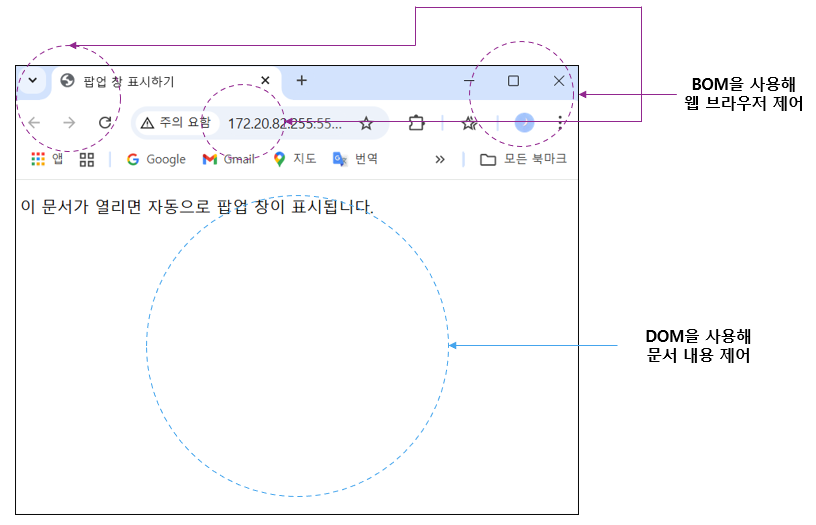 팝업 창 표시하기
BOM을 사용해
웹 브라우저 제어
주의 요함 172.20.82.255:55...
앱 Google Gmail 지도 번역 » 모든 북마크
이 문서가 열리면 자동으로 팝업 창이 표시됩니다.
DOM을 사용해
문서 내용 제어